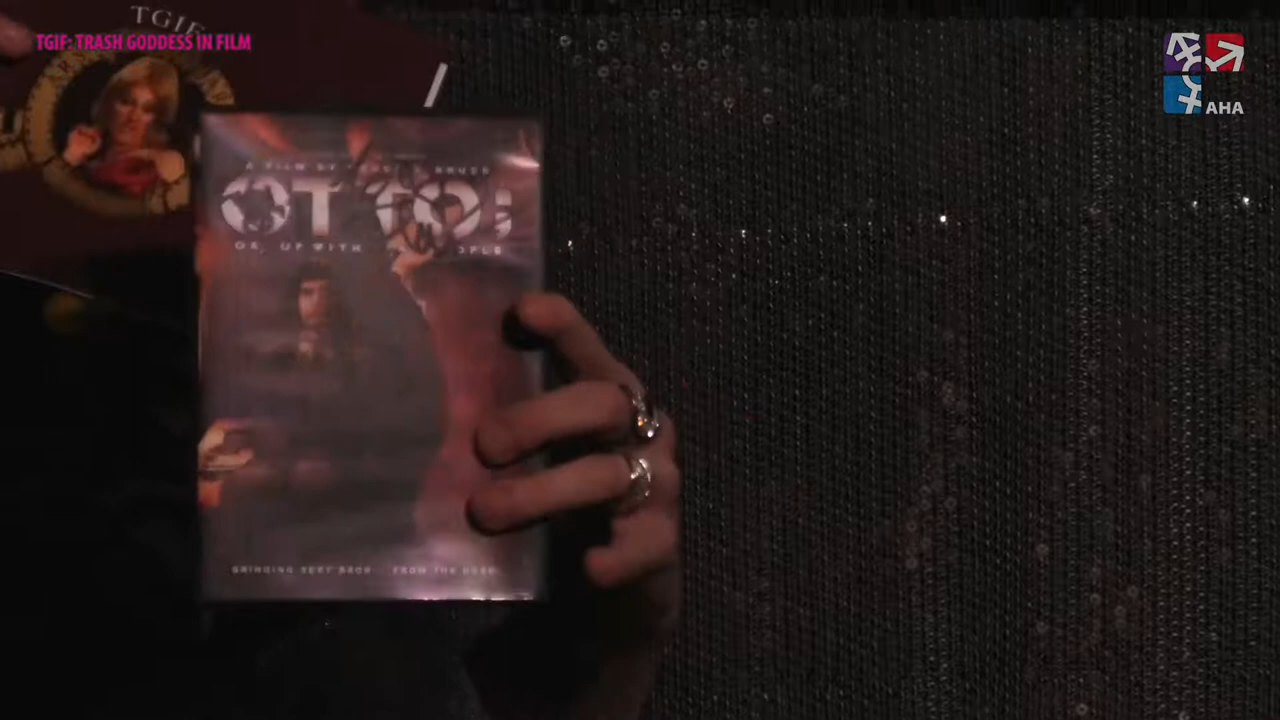 TGIF
TGIF: TRASH GODDESS IN FILM
AHA
A FILM BY
OTTO;
OR, UP WITH
BRINGING SEXY BACK FROM THE DEAD